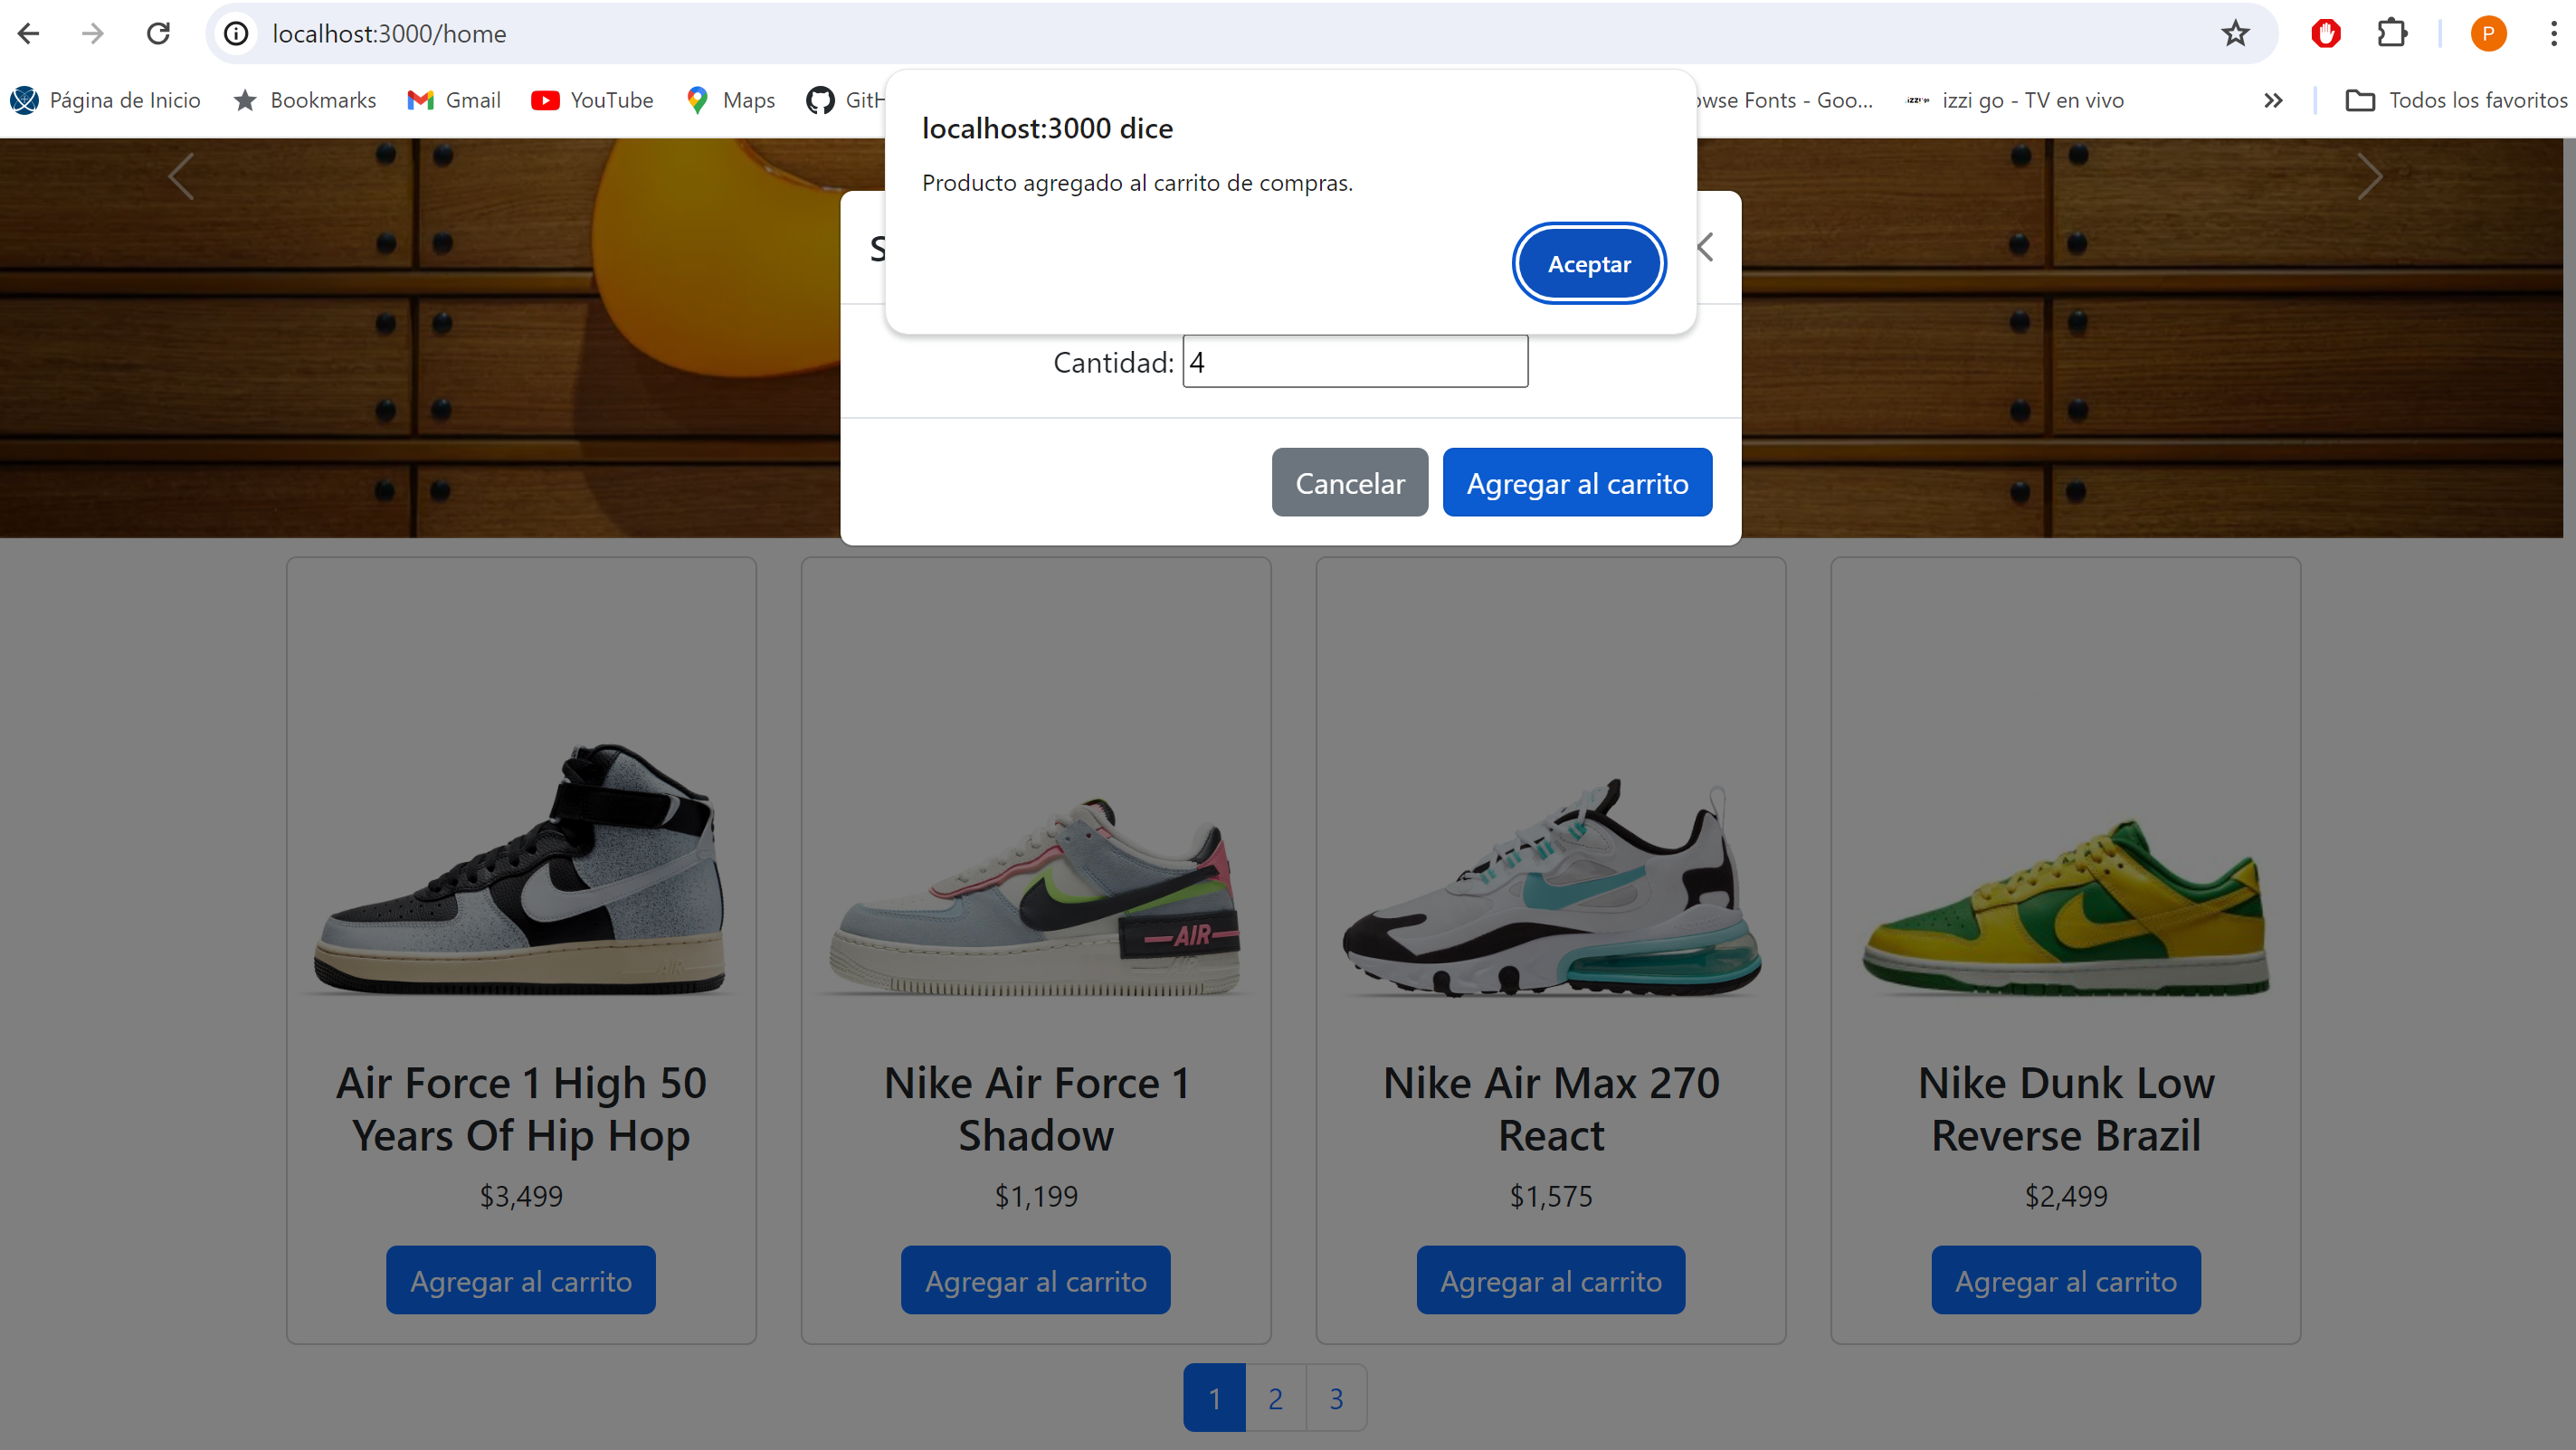 localhost:3000/home
P
Página de Inicio
Bookmarks
Gmail
YouTube
Maps
izzi go - TV en vivo
Todos los favoritos
localhost:3000 dice
Producto agregado al carrito de compras.
Aceptar
Cantidad: 4
Cancelar
Agregar al carrito
AIR
Air Force 1 High 50
Years Of Hip Hop
$3,499
Agregar al carrito
Nike Air Force 1
Shadow
$1,199
Agregar al carrito
Nike Air Max 270
React
$1,575
Agregar al carrito
Nike Dunk Low
Reverse Brazil
$2,499
Agregar al carrito
1
2
3